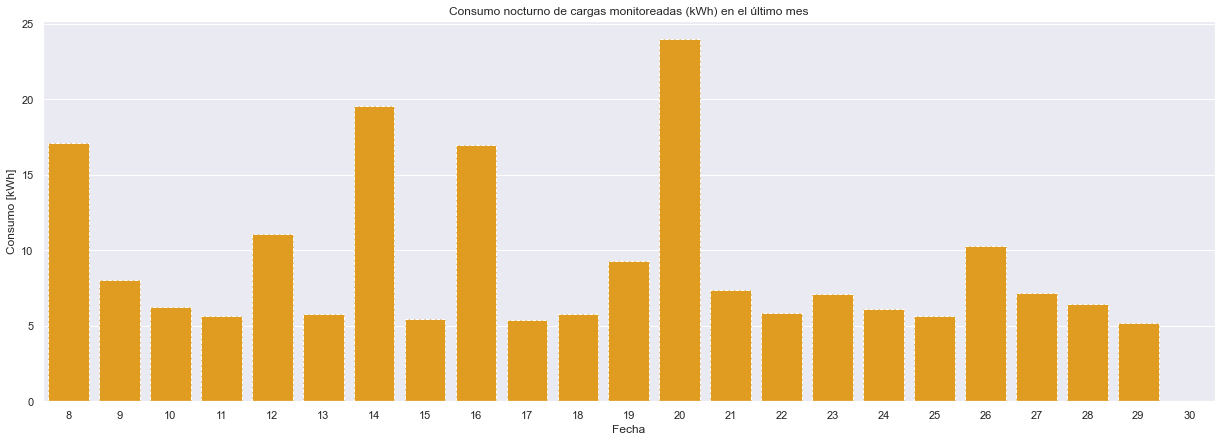 Consumo nocturno de cargas monitoreadas (kWh) en el último mes
Consumo [kWh]
25
20
15
10
5
0
8 9 10 11 12 13 14 15 16 17 18 19 20 21 22 23 24 25 26 27 28 29 30
Fecha